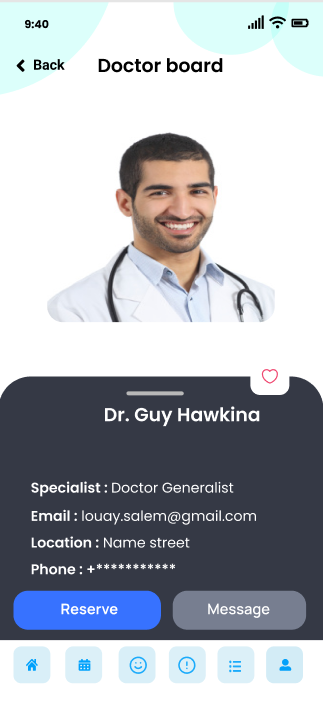 9:40
Back
Doctor board
Dr. Guy Hawkina
Specialist : Doctor Generalist
Email : louay.salem@gmail.com
Location : Name street
Phone : +***********
Reserve
Message